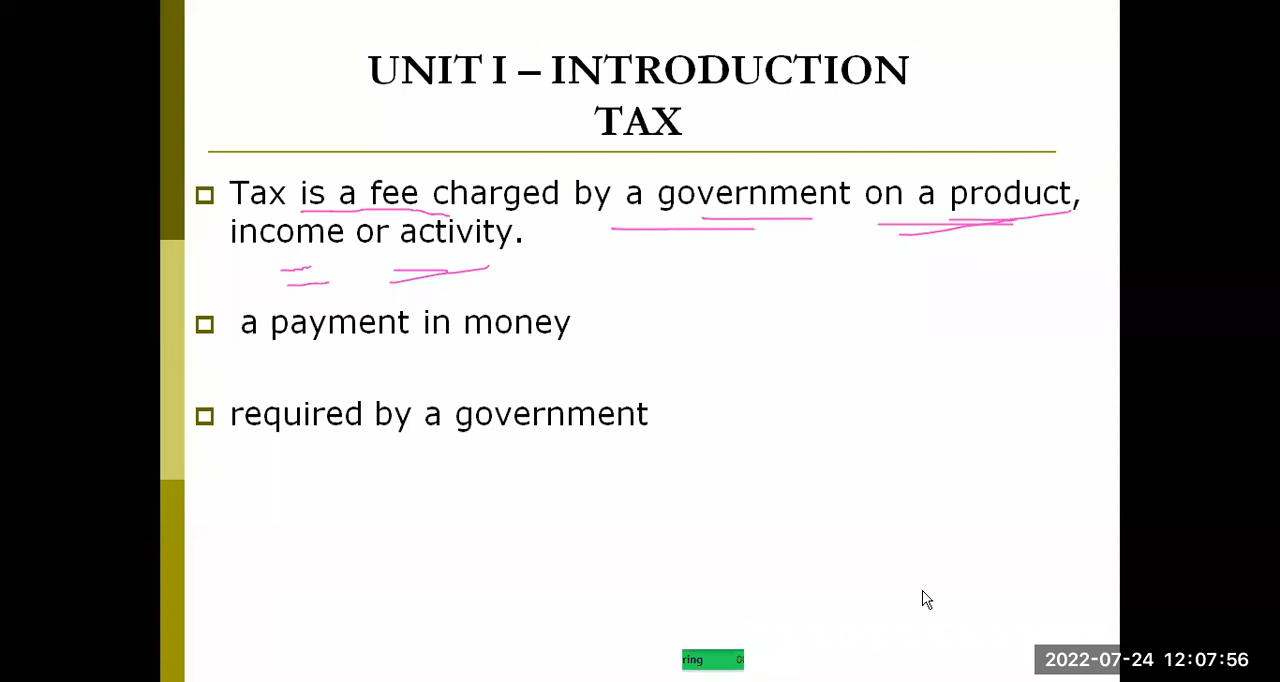 UNIT I – INTRODUCTION
TAX
Tax is a fee charged by a government on a product,
income or activity.
a payment in money
required by a government
ring
2022-07-24 12:07:56